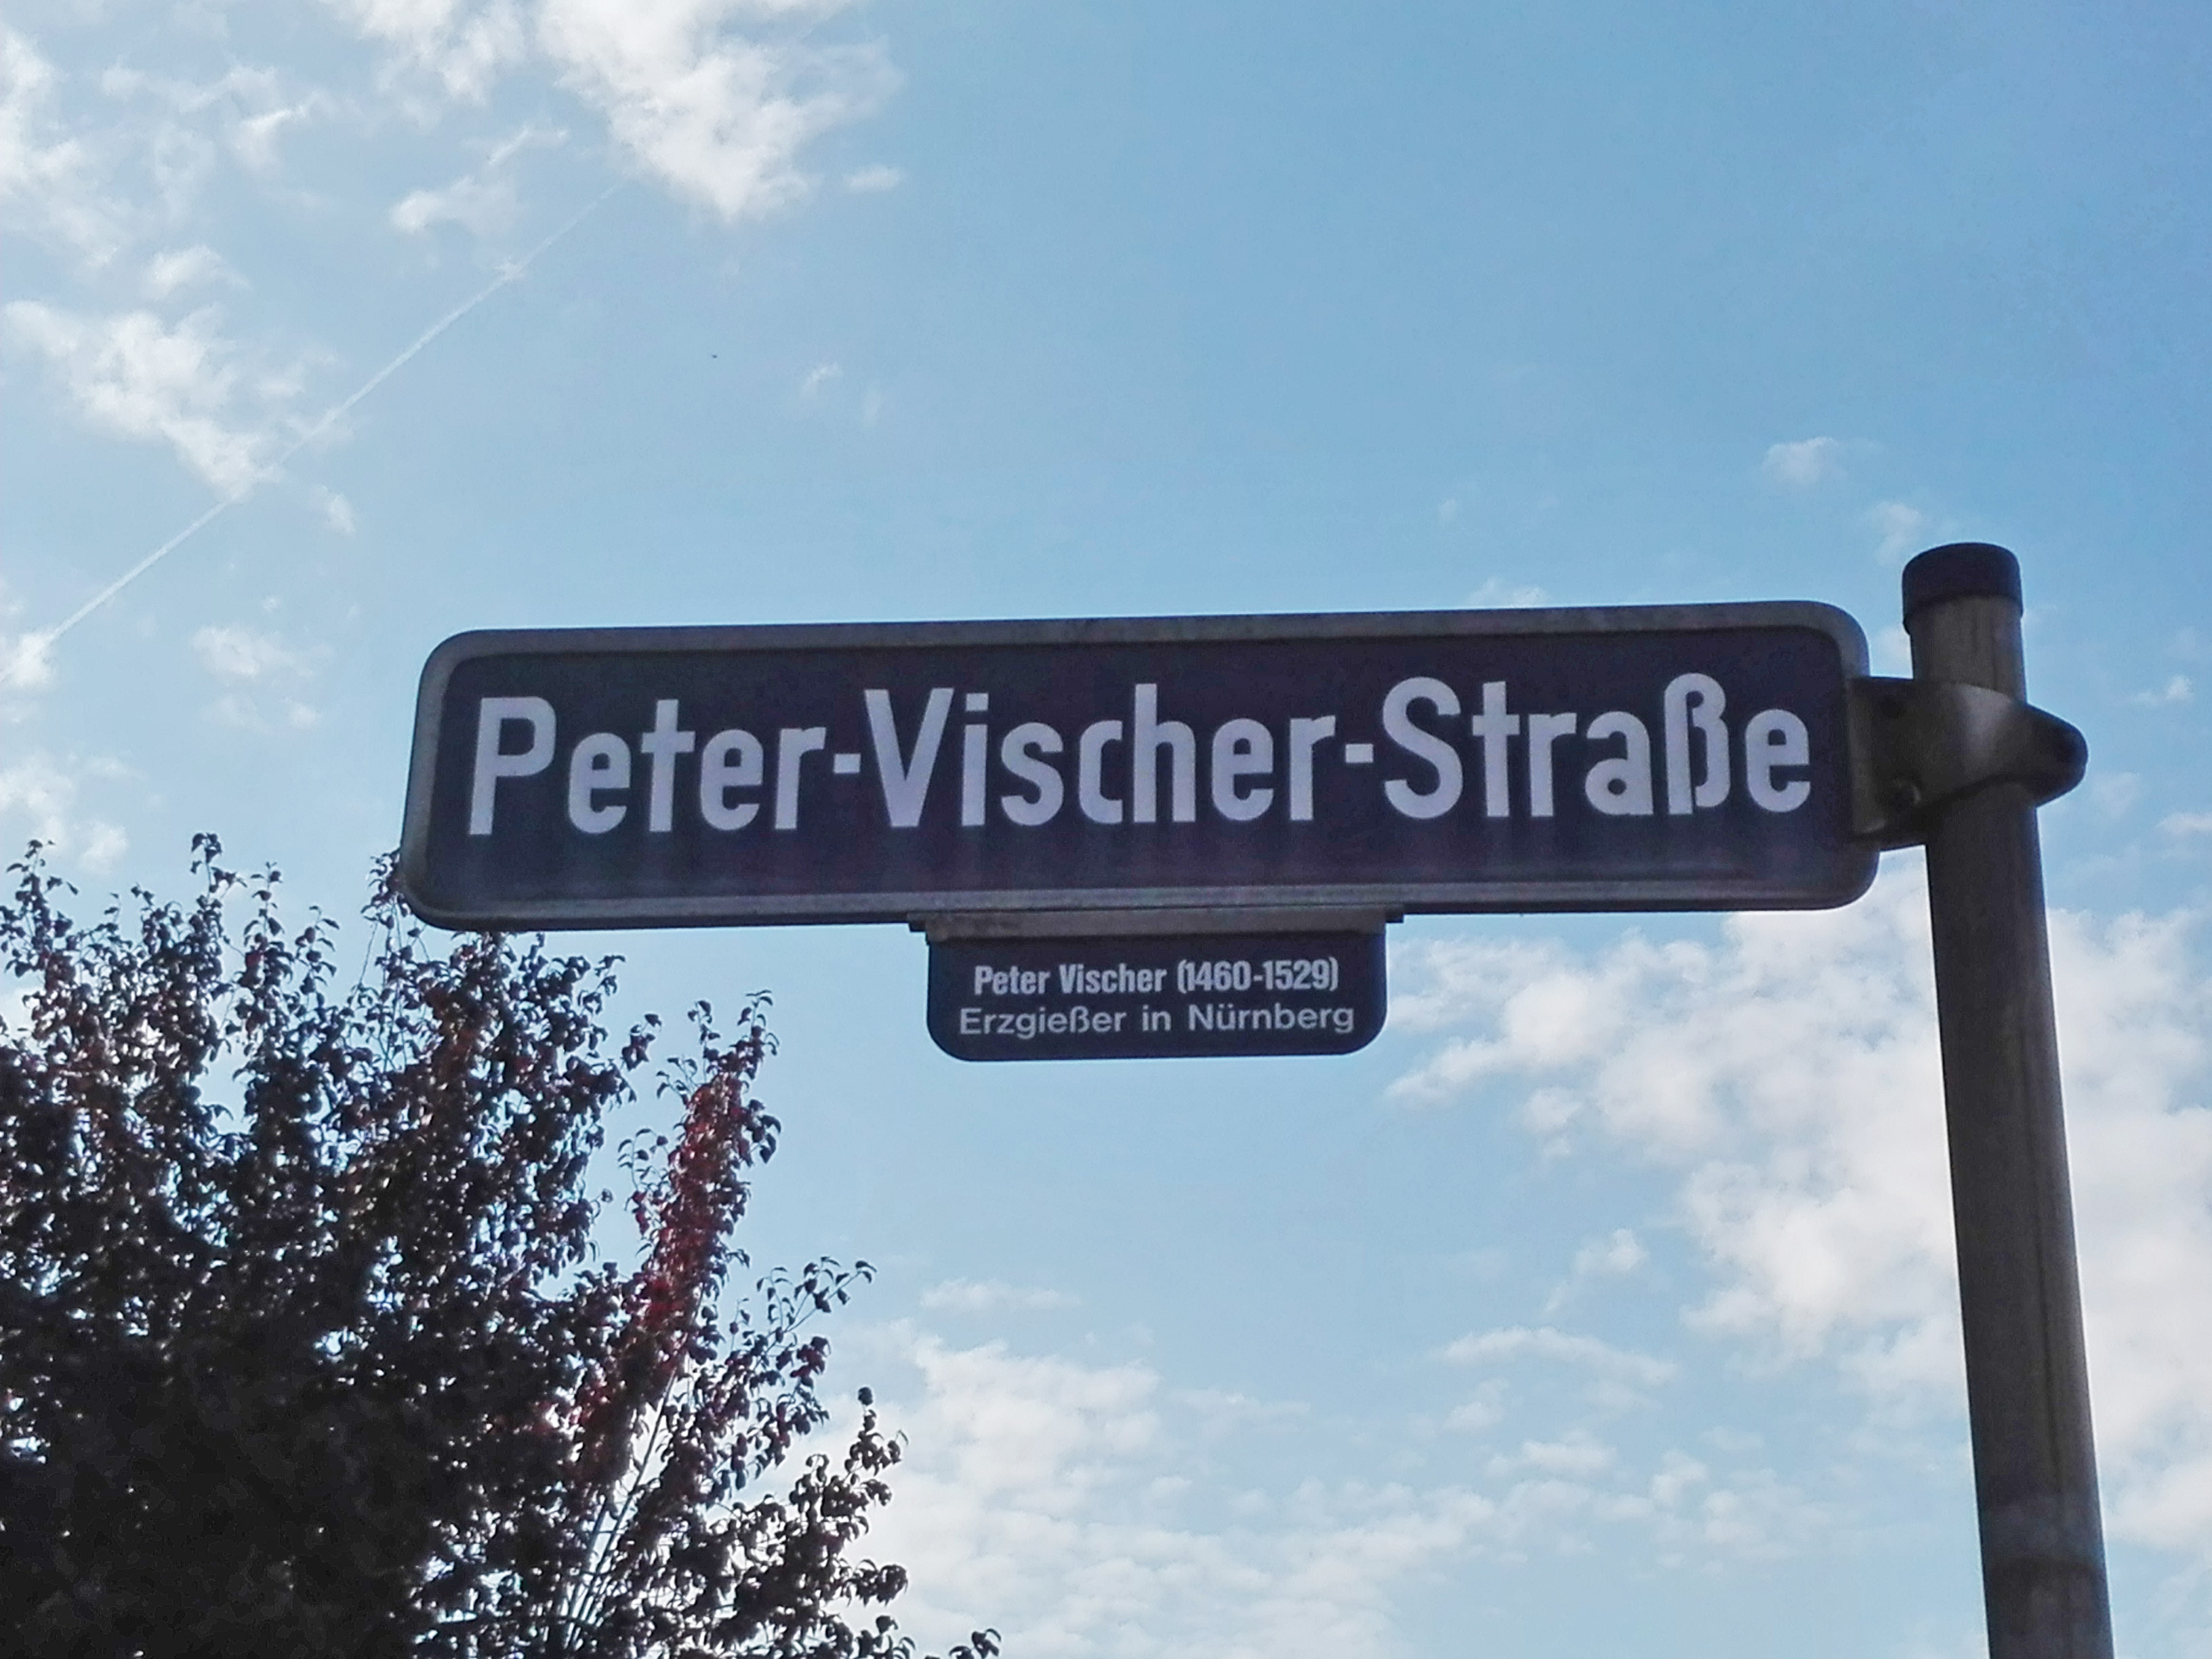 Peter-Vischer-Straße
Peter Vischer (1460-1529)
Erzgießer in Nürnberg